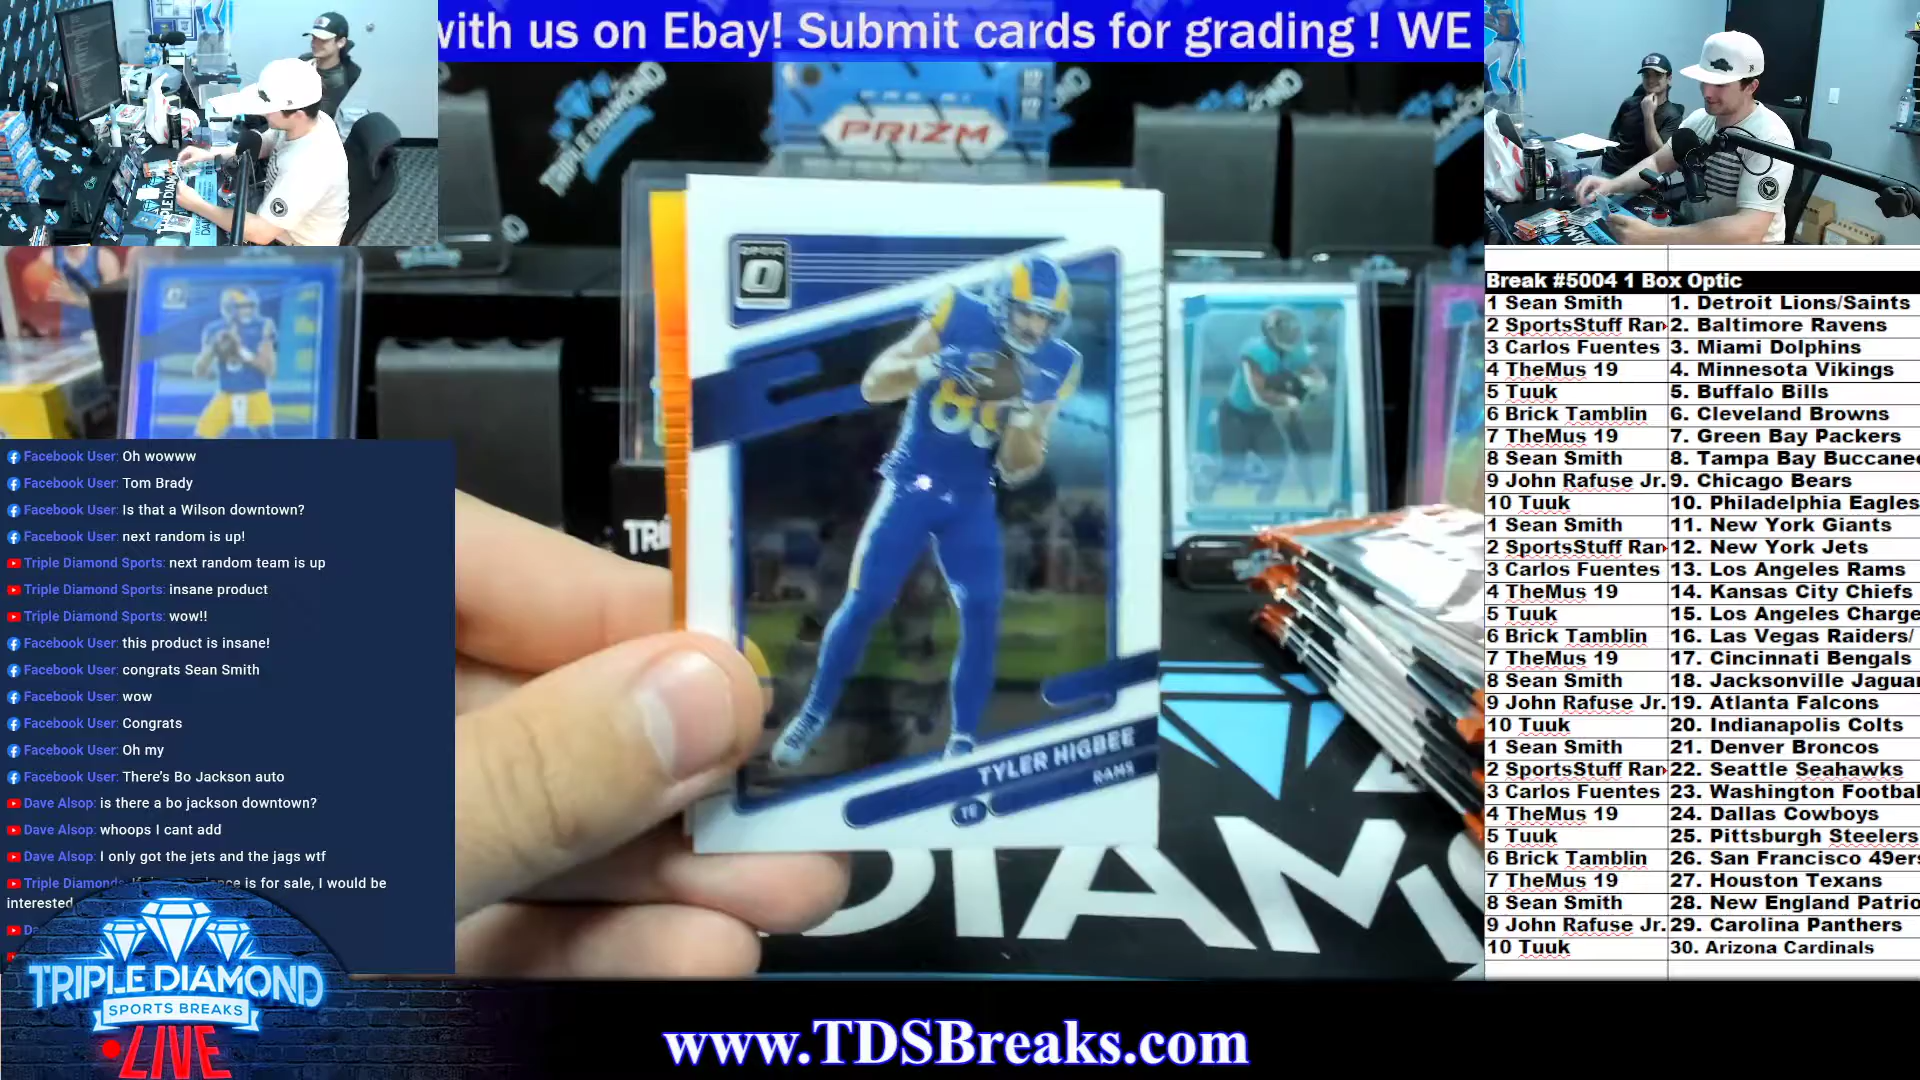 with us on Ebay! Submit cards for grading ! WE
TRIPLE DIAMOND
PRIZM
OPTIC
TYLER HIGBEE
RAMS
TE
Facebook User: Oh wowww
Facebook User: Tom Brady
Facebook User: Is that a Wilson downtown?
Facebook User: next random is up!
Triple Diamond Sports: next random team is up
Triple Diamond Sports: insane product
Triple Diamond Sports: wow!!
Facebook User: this product is insane!
Facebook User: congrats Sean Smith
Facebook User: wow
Facebook User: Congrats
Facebook User: Oh my
Facebook User: There's Bo Jackson auto
Dave Alsop: is there a bo jackson downtown?
Dave Alsop: whoops I cant add
Dave Alsop: I only got the jets and the jags wtf
Triple Diamond is for sale, I would be
interested
TRIPLE DIAMOND
SPORTS BREAKS
LIVE
Break #5004 1 Box Optic
1 Sean Smith 1. Detroit Lions/Saints
2 SportsStuff Ran 2. Baltimore Ravens
3 Carlos Fuentes 3. Miami Dolphins
4 TheMus 19 4. Minnesota Vikings
5 Tuuk 5. Buffalo Bills
6 Brick Tamblin 6. Cleveland Browns
7 TheMus 19 7. Green Bay Packers
8 Sean Smith 8. Tampa Bay Buccanee
9 John Rafuse Jr. 9. Chicago Bears
10 Tuuk 10. Philadelphia Eagles
1 Sean Smith 11. New York Giants
2 SportsStuff Ran 12. New York Jets
3 Carlos Fuentes 13. Los Angeles Rams
4 TheMus 19 14. Kansas City Chiefs
5 Tuuk 15. Los Angeles Charge
6 Brick Tamblin 16. Las Vegas Raiders/
7 TheMus 19 17. Cincinnati Bengals
8 Sean Smith 18. Jacksonville Jaguar
9 John Rafuse Jr. 19. Atlanta Falcons
10 Tuuk 20. Indianapolis Colts
1 Sean Smith 21. Denver Broncos
2 SportsStuff Ran 22. Seattle Seahawks
3 Carlos Fuentes 23. Washington Footbal
4 TheMus 19 24. Dallas Cowboys
5 Tuuk 25. Pittsburgh Steelers
6 Brick Tamblin 26. San Francisco 49ers
7 TheMus 19 27. Houston Texans
8 Sean Smith 28. New England Patrio
9 John Rafuse Jr. 29. Carolina Panthers
10 Tuuk 30. Arizona Cardinals
www.TDSBreaks.com